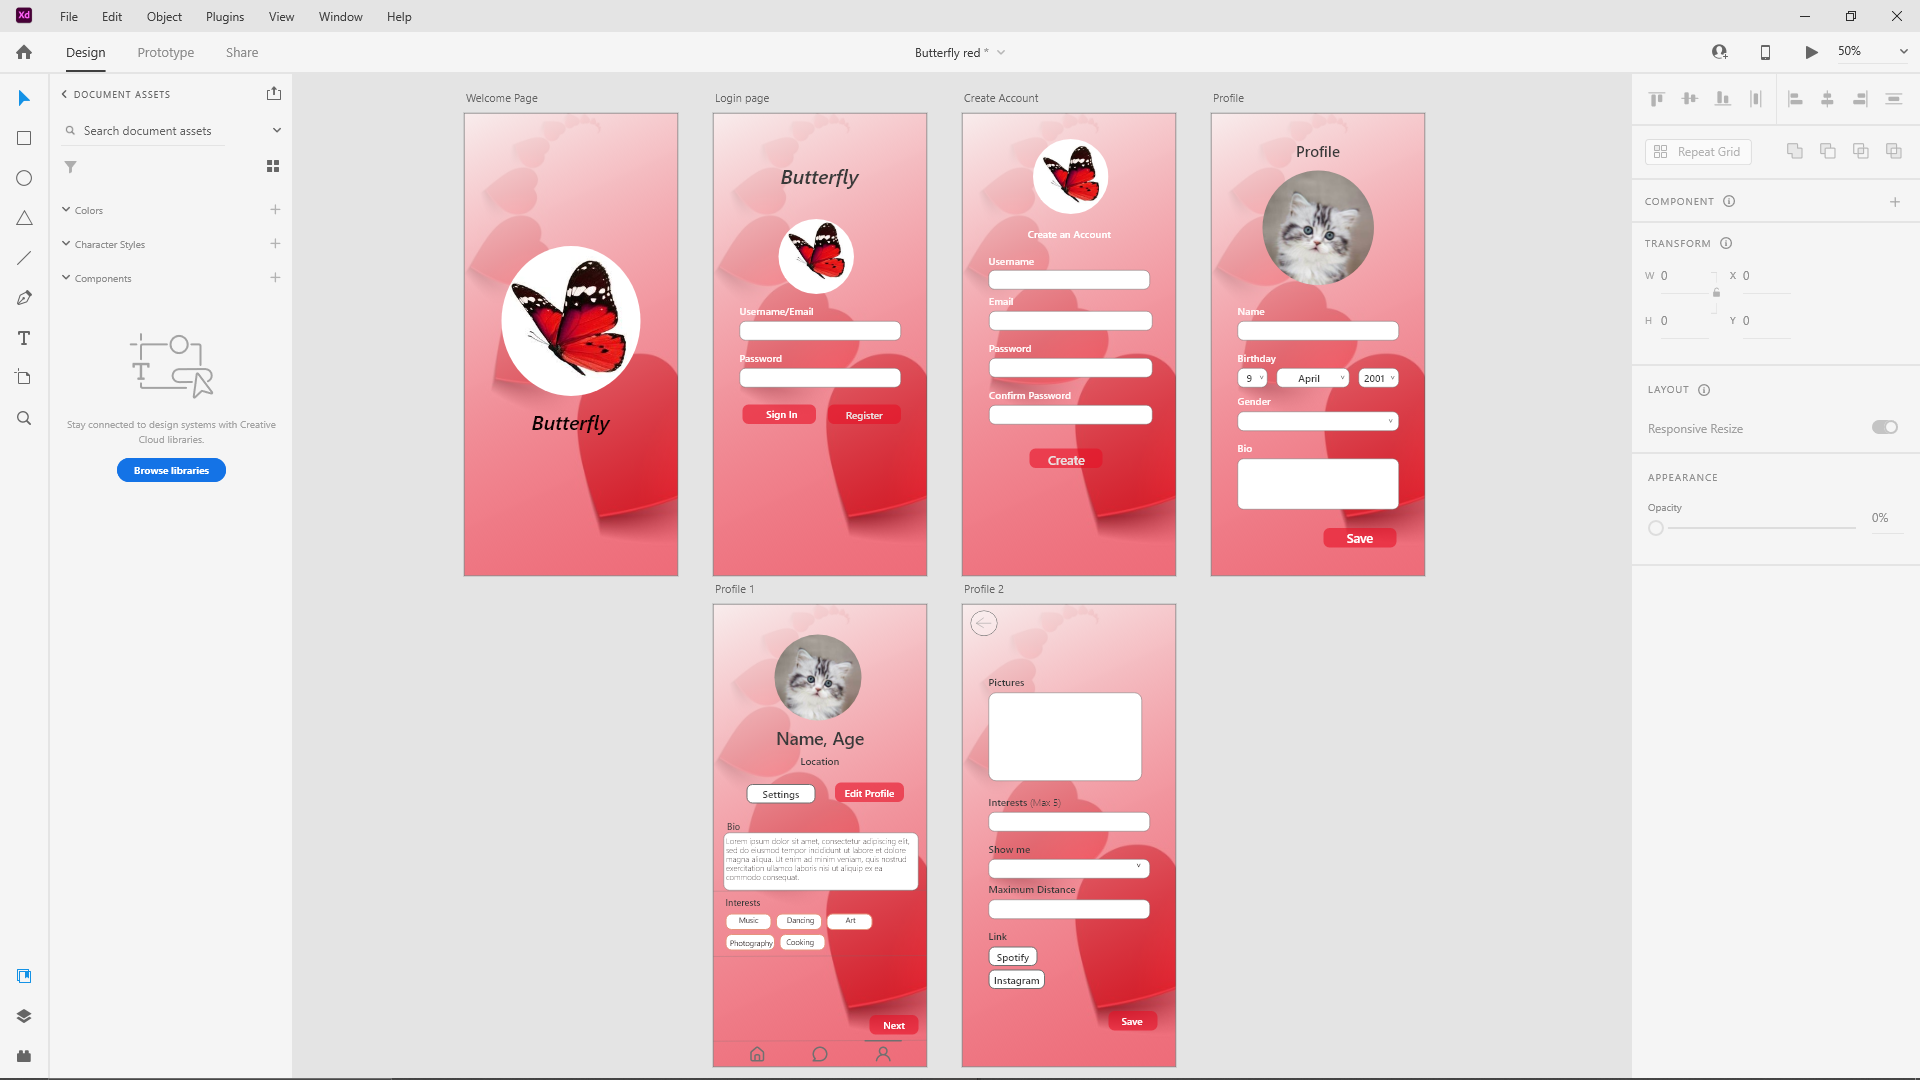 Xd
File Edit Object Plugins View Window Help
Design Prototype Share
Butterfly red *
50%
DOCUMENT ASSETS
Search document assets
Colors
Character Styles
Components
T
Stay connected to design systems with Creative
Cloud libraries.
Browse libraries
Welcome Page
Butterfly
Login page
Butterfly
Username/Email
Password
Sign In
Register
Create Account
Create an Account
Username
Email
Password
Confirm Password
Create
Profile
Profile
Name
Birthday
9 April 2001
Gender
Bio
Save
Profile 1
Name, Age
Location
Settings
Edit Profile
Bio
Lorem ipsum dolor sit amet, consectetur adipiscing elit,
sed do eiusmod tempor incididunt ut labore et dolore
magna aliqua. Ut enim ad minim veniam, quis nostrud
exercitation ullamco laboris nisi ut aliquip ex ea
commodo consequat.
Interests
Music Dancing Art
Photography Cooking
Next
Profile 2
Pictures
Interests (Max 5)
Show me
Maximum Distance
Link
Spotify
Instagram
Save
Repeat Grid
COMPONENT
TRANSFORM
W 0 X 0
H 0 Y 0
LAYOUT
Responsive Resize
APPEARANCE
Opacity
0%